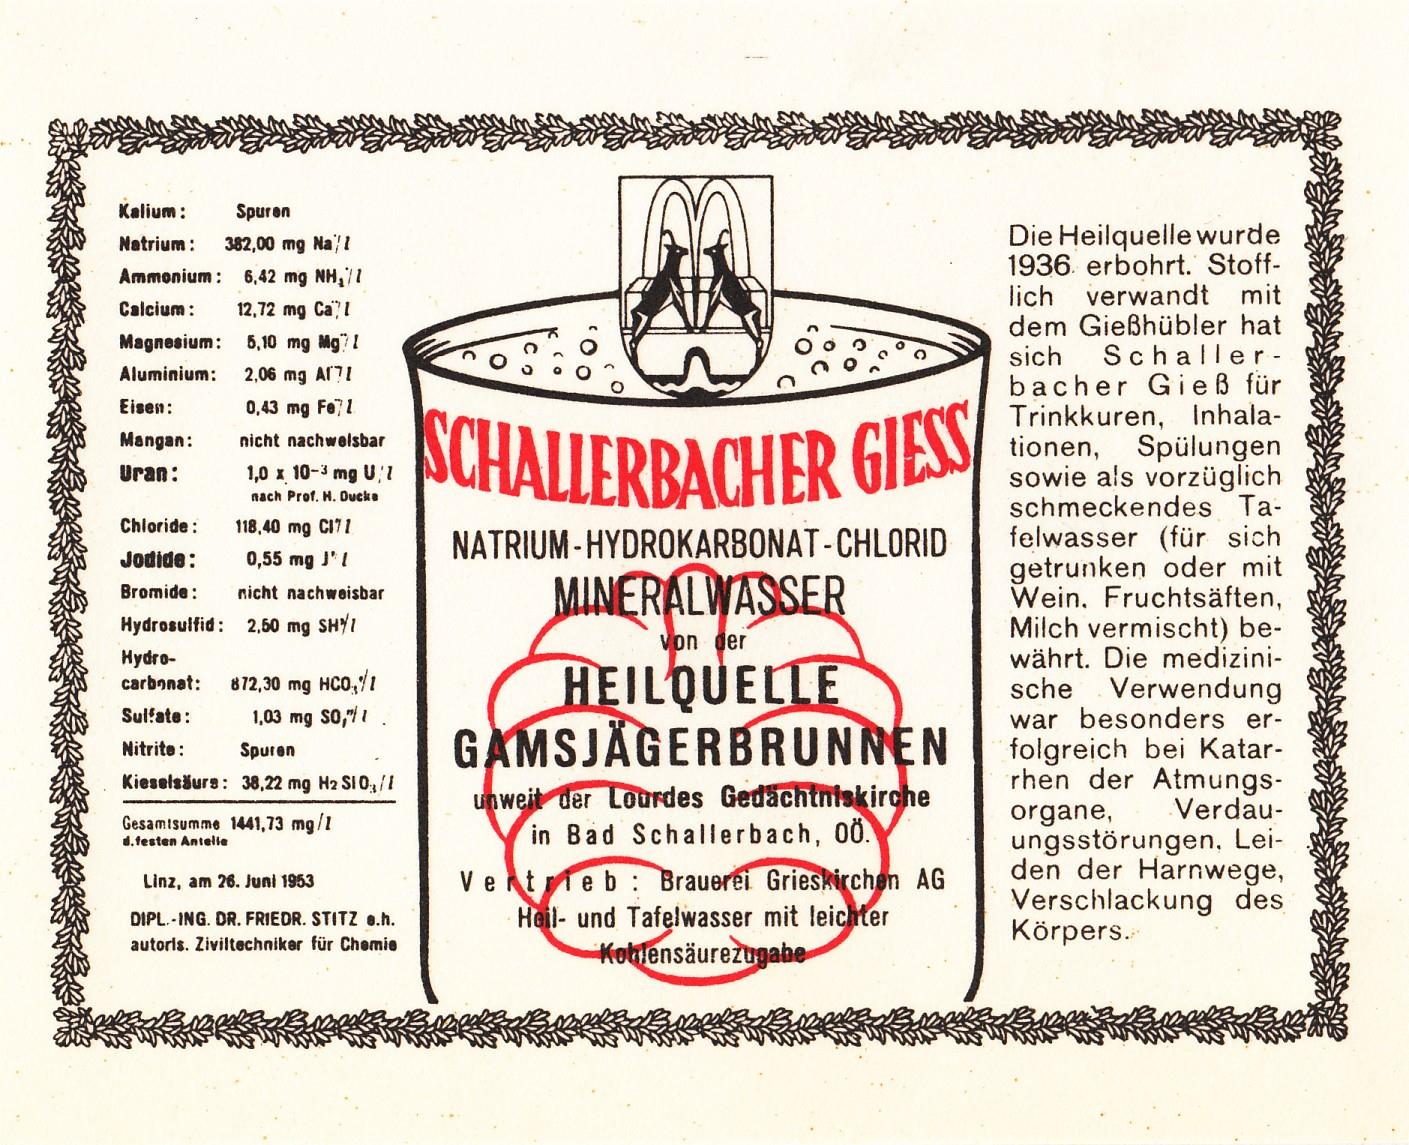 Kalium: Spuren
Natrium: 382,00 mg Na·/l
Ammonium: 6,42 mg NH₄·/l
Calcium: 12,72 mg Ca··/l
Magnesium: 5,10 mg Mg··/l
Aluminium: 2,06 mg Al···/l
Eisen: 0,43 mg Fe··/l
Mangan: nicht nachweisbar
Uran: 1,0 x 10⁻³ mg U·/l
nach Prof. H. Ducke
Chloride: 118,40 mg Cl'/l
Jodide: 0,55 mg J'/l
Bromide: nicht nachweisbar
Hydrosulfid: 2,50 mg SH'/l
Hydro-
carbonat: 872,30 mg HCO₃'/l
Sulfate: 1,03 mg SO₄''/l
Nitrite: Spuren
Kieselsäure: 38,22 mg H₂SiO₃/l
Gesamtsumme 1441,73 mg/l
d. festen Anteile
Linz, am 26. Juni 1953
DIPL.-ING. DR. FRIEDR. STITZ e.h.
autoris. Ziviltechniker für Chemie
SCHALLERBACHER GIESS
NATRIUM-HYDROKARBONAT-CHLORID
MINERALWASSER
von der
HEILQUELLE
GAMSJÄGERBRUNNEN
unweit der Lourdes Gedächtniskirche
in Bad Schallerbach, OÖ.
Vertrieb: Brauerei Grieskirchen AG
Heil- und Tafelwasser mit leichter
Kohlensäurezugabe
Die Heilquelle wurde
1936 erbohrt. Stoff-
lich verwandt mit
dem Gießhübler hat
sich Schaller-
bacher Gieß für
Trinkkuren, Inhala-
tionen, Spülungen
sowie als vorzüglich
schmeckendes Ta-
felwasser (für sich
getrunken oder mit
Wein, Fruchtsäften,
Milch vermischt) be-
währt. Die medizini-
sche Verwendung
war besonders er-
folgreich bei Katar-
rhen der Atmungs-
organe, Verdau-
ungsstörungen, Lei-
den der Harnwege,
Verschlackung des
Körpers.